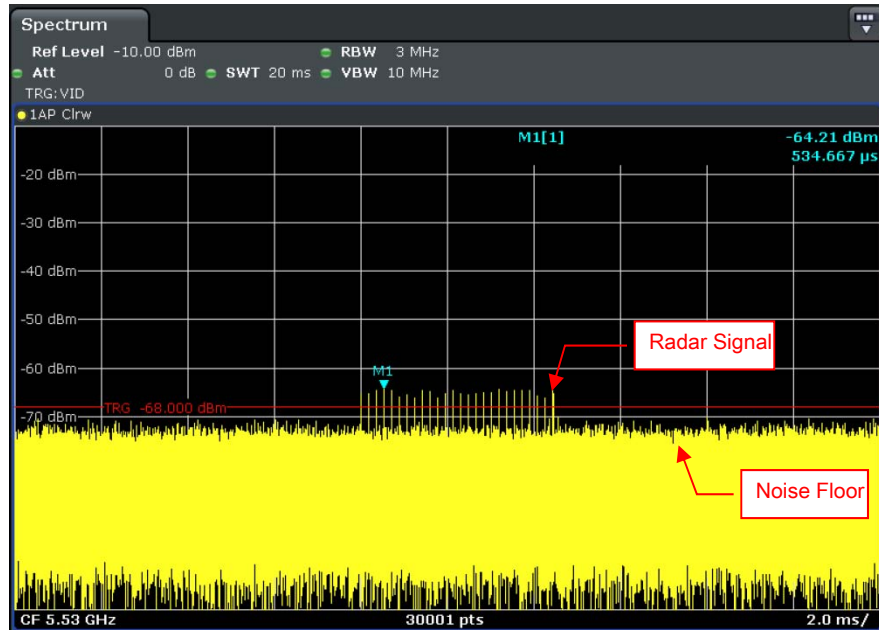 Spectrum
Ref Level -10.00 dBm RBW 3 MHz
Att 0 dB SWT 20 ms VBW 10 MHz
TRG:VID
1AP Clrw
M1[1] -64.21 dBm
534.667 µs
-20 dBm
-30 dBm
-40 dBm
-50 dBm
Radar Signal
-60 dBm
M1
TRG -68.000 dBm
-70 dBm
Noise Floor
CF 5.53 GHz 30001 pts 2.0 ms/